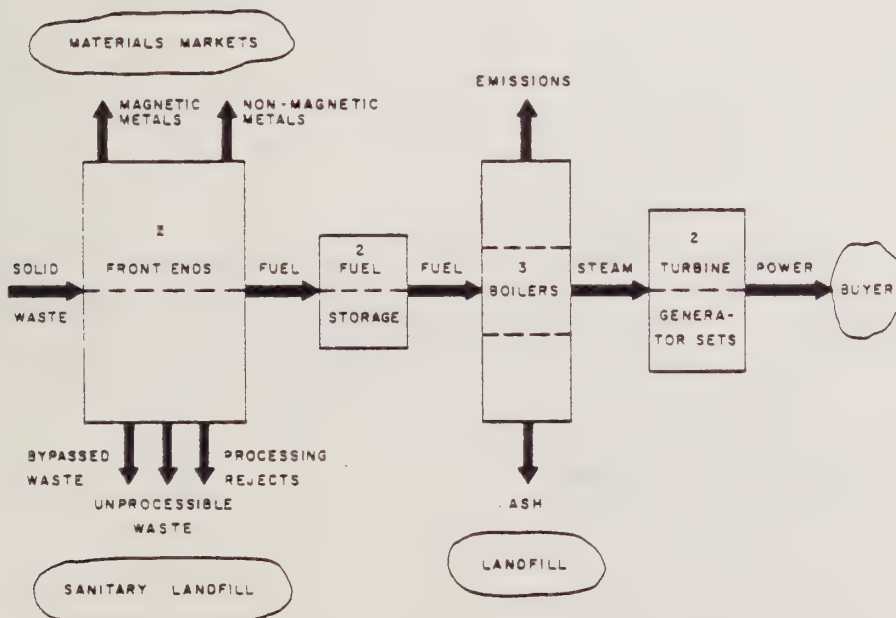 MATERIALS MARKETS
MAGNETIC
METALS
NON-MAGNETIC
METALS
EMISSIONS
2
FRONT ENDS
SOLID
WASTE
FUEL
2
FUEL
STORAGE
FUEL
3
BOILERS
STEAM
2
TURBINE
GENERA-
TOR SETS
POWER
BUYER
BYPASSED
WASTE
PROCESSING
REJECTS
UNPROCESSIBLE
WASTE
ASH
SANITARY LANDFILL
LANDFILL